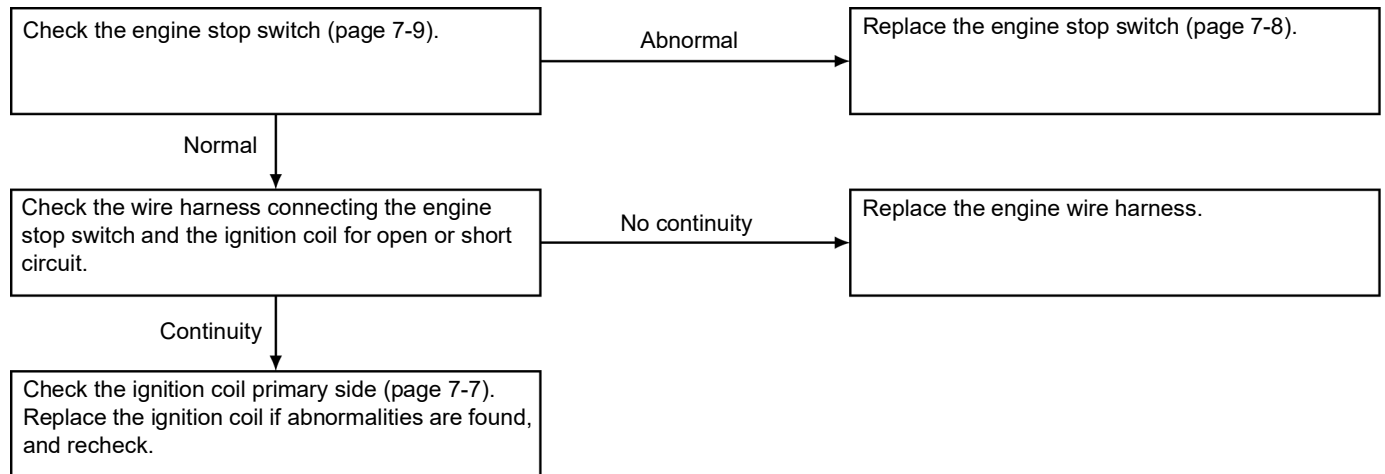 Check the engine stop switch (page 7-9).
Abnormal
Replace the engine stop switch (page 7-8).
Normal
Check the wire harness connecting the engine
stop switch and the ignition coil for open or short
circuit.
No continuity
Replace the engine wire harness.
Continuity
Check the ignition coil primary side (page 7-7).
Replace the ignition coil if abnormalities are found,
and recheck.